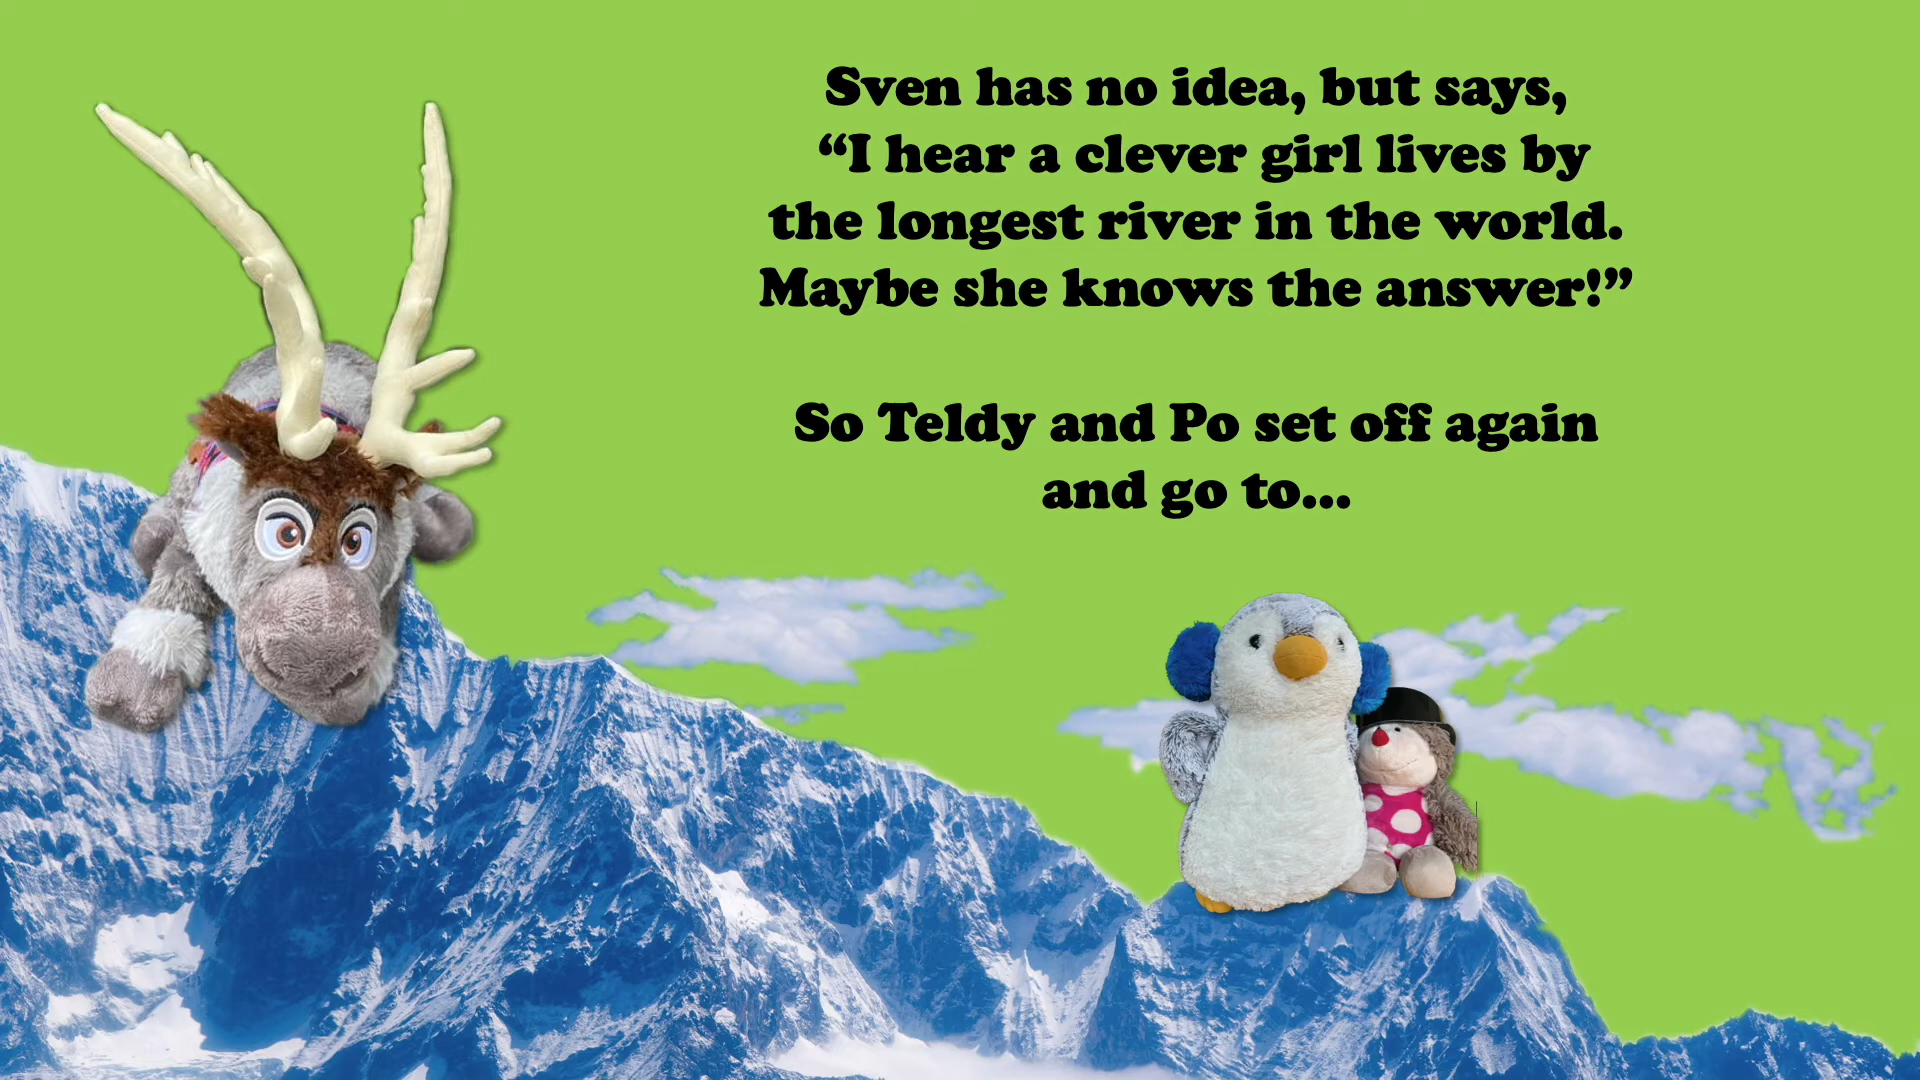 Sven has no idea, but says,
“I hear a clever girl lives by
the longest river in the world.
Maybe she knows the answer!”
So Teldy and Po set off again
and go to...